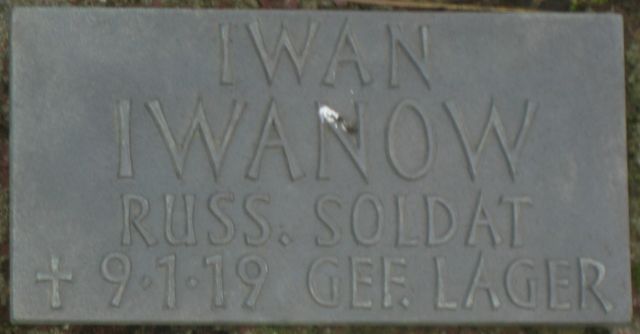 IWAN
IWANOW
RUSS. SOLDAT
✝ 9·1·19 GEF. LAGER